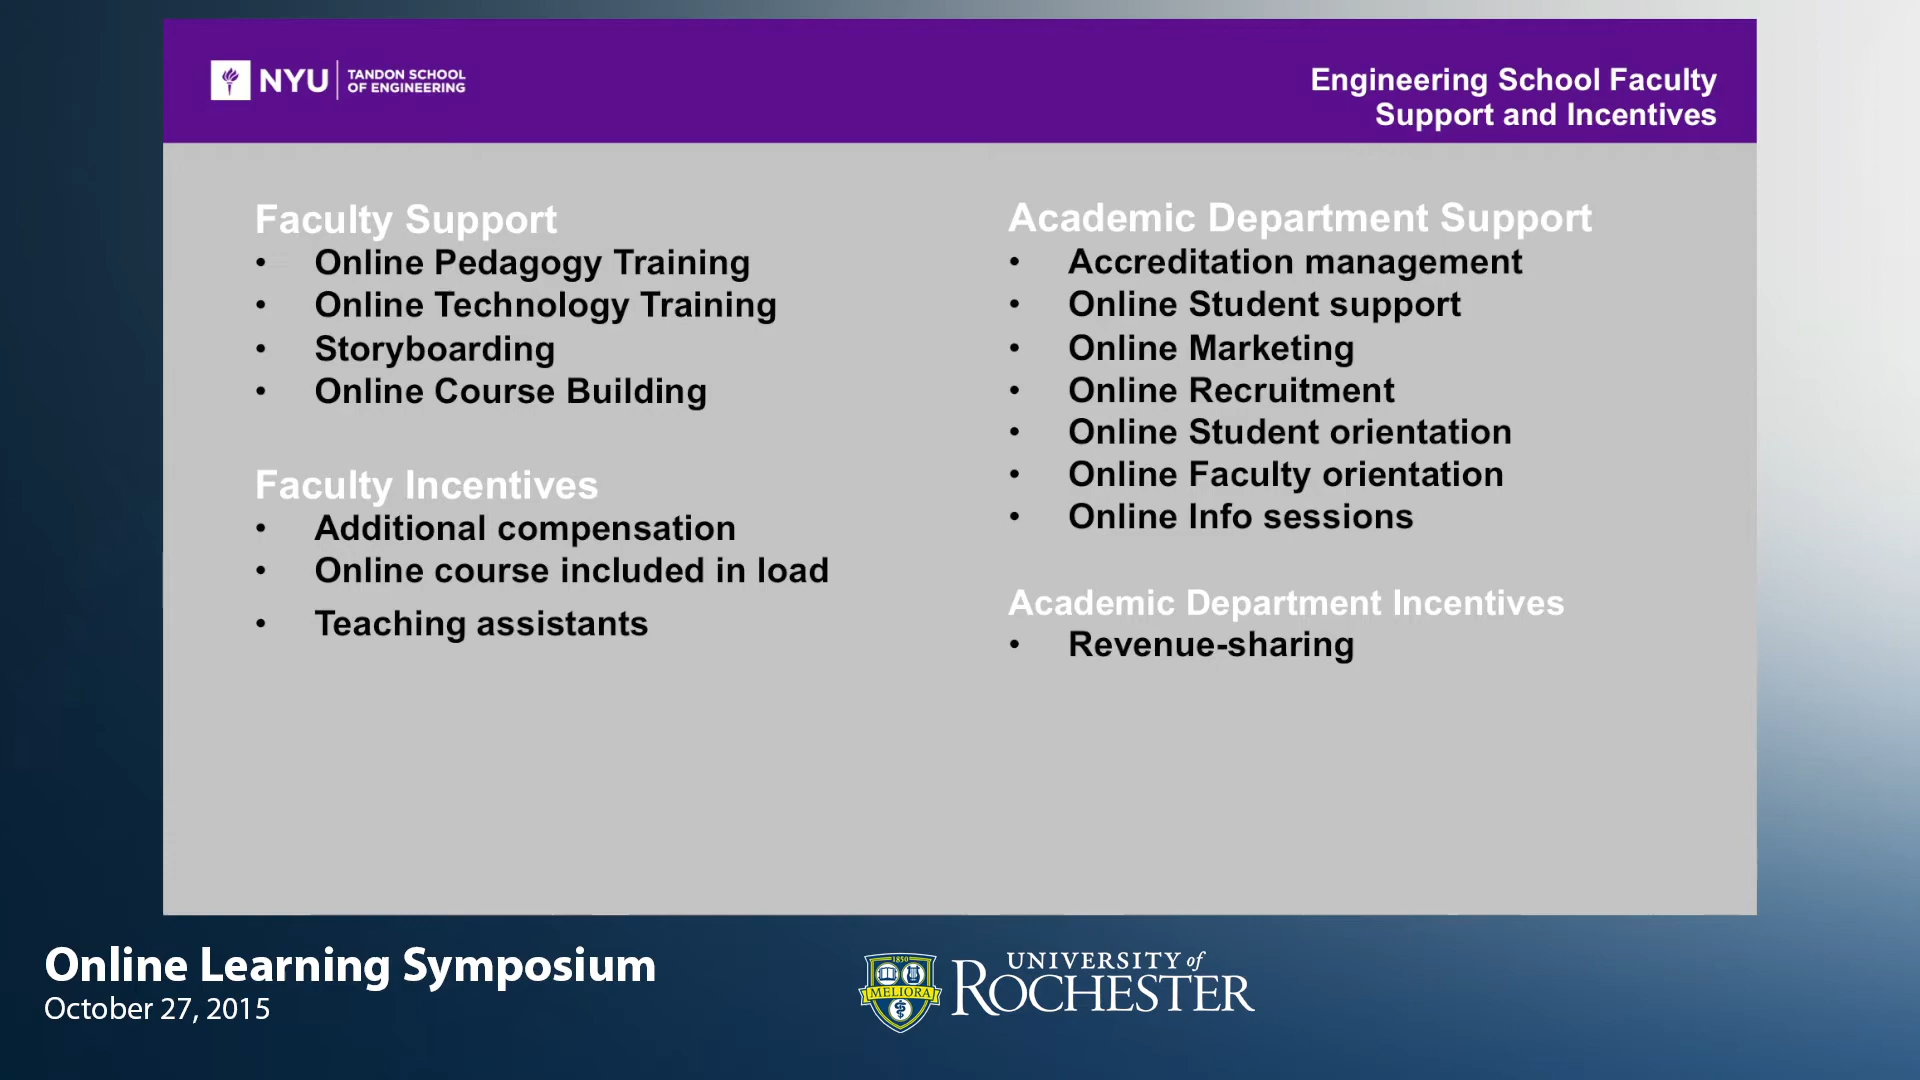 NYU
TANDON SCHOOL
OF ENGINEERING
Engineering School Faculty
Support and Incentives
Faculty Support
• Online Pedagogy Training
• Online Technology Training
• Storyboarding
• Online Course Building
Faculty Incentives
• Additional compensation
• Online course included in load
• Teaching assistants
Academic Department Support
• Accreditation management
• Online Student support
• Online Marketing
• Online Recruitment
• Online Student orientation
• Online Faculty orientation
• Online Info sessions
Academic Department Incentives
• Revenue-sharing
Online Learning Symposium
October 27, 2015
1850
MELIORA
UNIVERSITY of
ROCHESTER